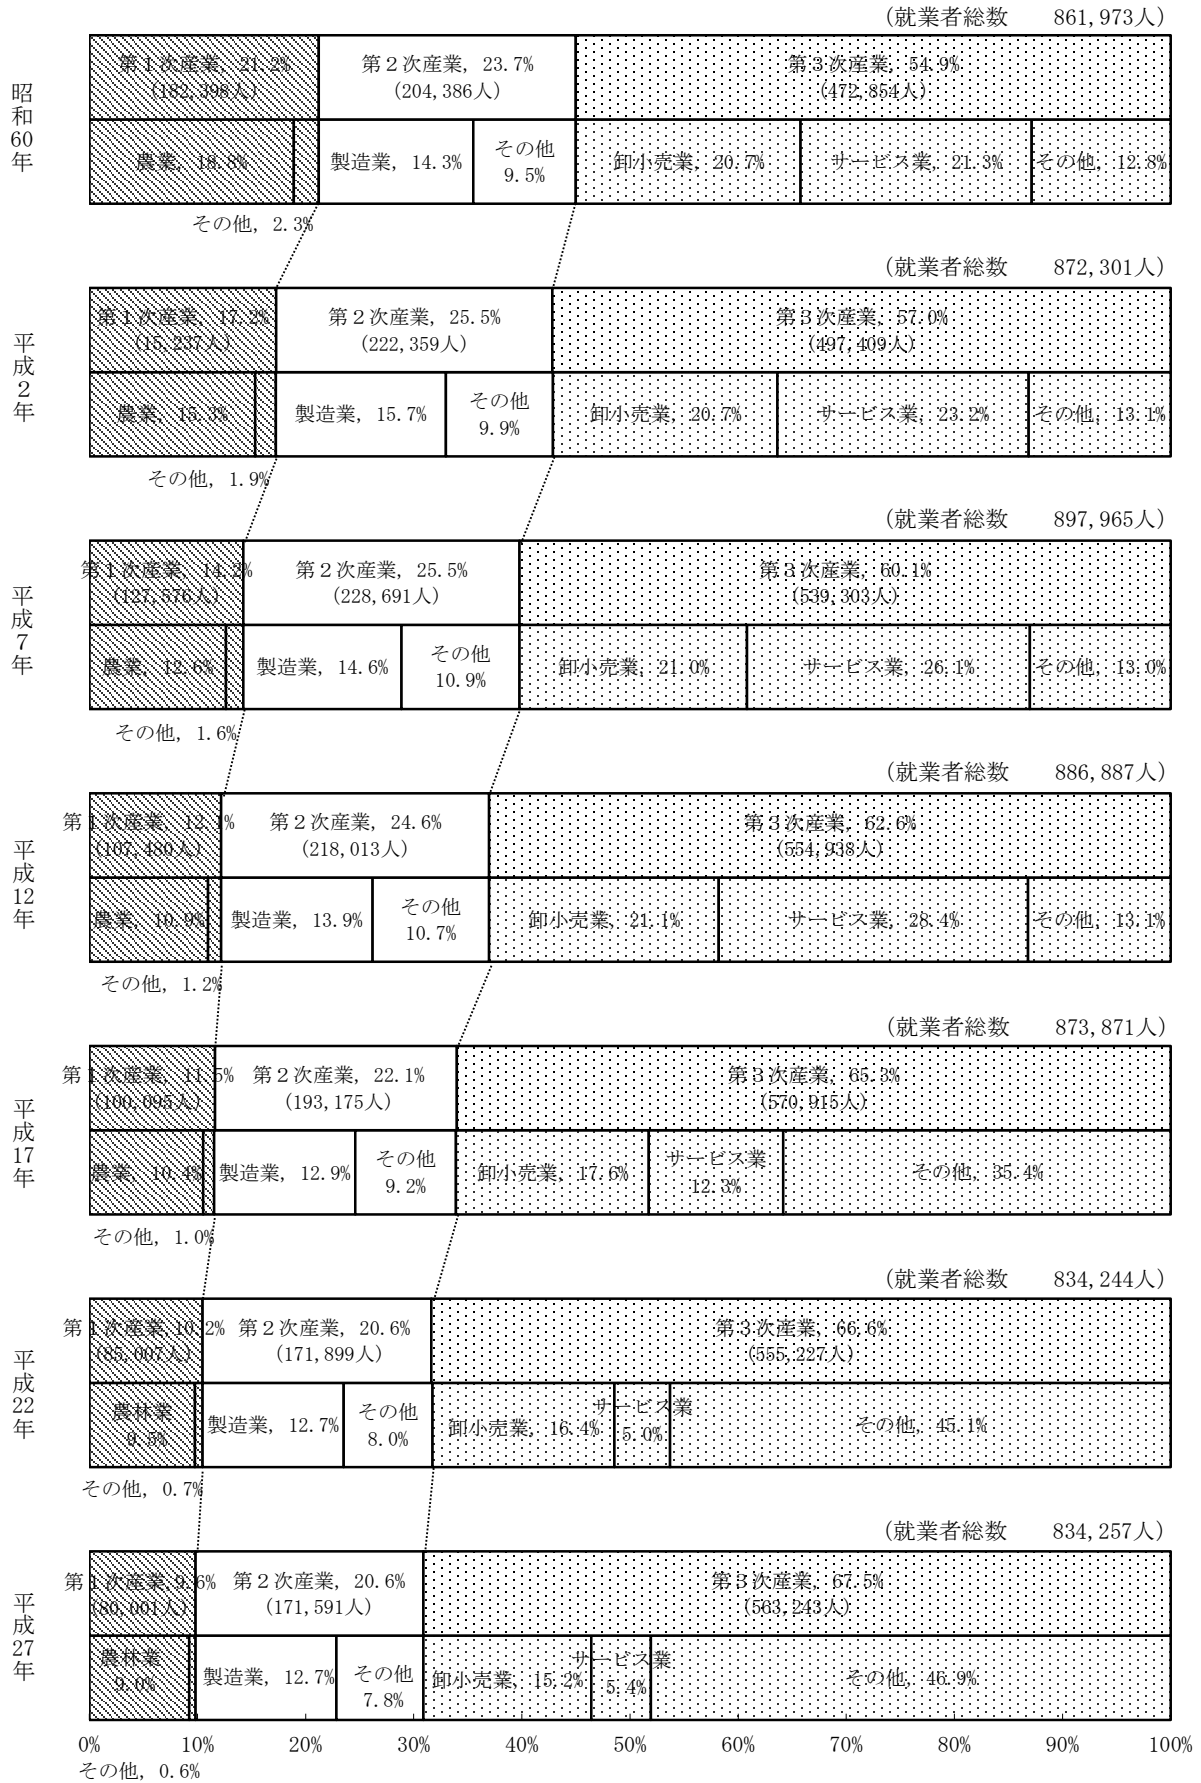 (就業者総数　861,973人)
昭和60年
第1次産業, 21.2%
(182,398人)
第2次産業, 23.7%
(204,386人)
第3次産業, 54.9%
(472,854人)
農業, 18.8%
製造業, 14.3%
その他
9.5%
卸小売業, 20.7%
サービス業, 21.3%
その他, 12.8%
その他, 2.3%
(就業者総数　872,301人)
平成2年
第1次産業, 17.2%
(15,237人)
第2次産業, 25.5%
(222,359人)
第3次産業, 57.0%
(497,409人)
農業, 15.3%
製造業, 15.7%
その他
9.9%
卸小売業, 20.7%
サービス業, 23.2%
その他, 13.1%
その他, 1.9%
(就業者総数　897,965人)
平成7年
第1次産業, 14.2%
(127,576人)
第2次産業, 25.5%
(228,691人)
第3次産業, 60.1%
(539,303人)
農業, 12.6%
製造業, 14.6%
その他
10.9%
卸小売業, 21.0%
サービス業, 26.1%
その他, 13.0%
その他, 1.6%
(就業者総数　886,887人)
平成12年
第1次産業, 12.1%
(107,480人)
第2次産業, 24.6%
(218,013人)
第3次産業, 62.6%
(554,938人)
農業, 10.9%
製造業, 13.9%
その他
10.7%
卸小売業, 21.1%
サービス業, 28.4%
その他, 13.1%
その他, 1.2%
(就業者総数　873,871人)
平成17年
第1次産業, 11.5%
(100,095人)
第2次産業, 22.1%
(193,175人)
第3次産業, 65.3%
(570,915人)
農業, 10.4%
製造業, 12.9%
その他
9.2%
卸小売業, 17.6%
サービス業
12.3%
その他, 35.4%
その他, 1.0%
(就業者総数　834,244人)
平成22年
第1次産業,10.2%
(85,007人)
第2次産業, 20.6%
(171,899人)
第3次産業, 66.6%
(555,227人)
農林業
9.5%
製造業, 12.7%
その他
8.0%
卸小売業, 16.4%
サービス業
5.0%
その他, 45.1%
その他, 0.7%
(就業者総数　834,257人)
平成27年
第1次産業,9.6%
(80,001人)
第2次産業, 20.6%
(171,591人)
第3次産業, 67.5%
(563,243人)
農林業
9.0%
製造業, 12.7%
その他
7.8%
卸小売業, 15.2%
サービス業
5.4%
その他, 46.9%
0% 10% 20% 30% 40% 50% 60% 70% 80% 90% 100%
その他, 0.6%